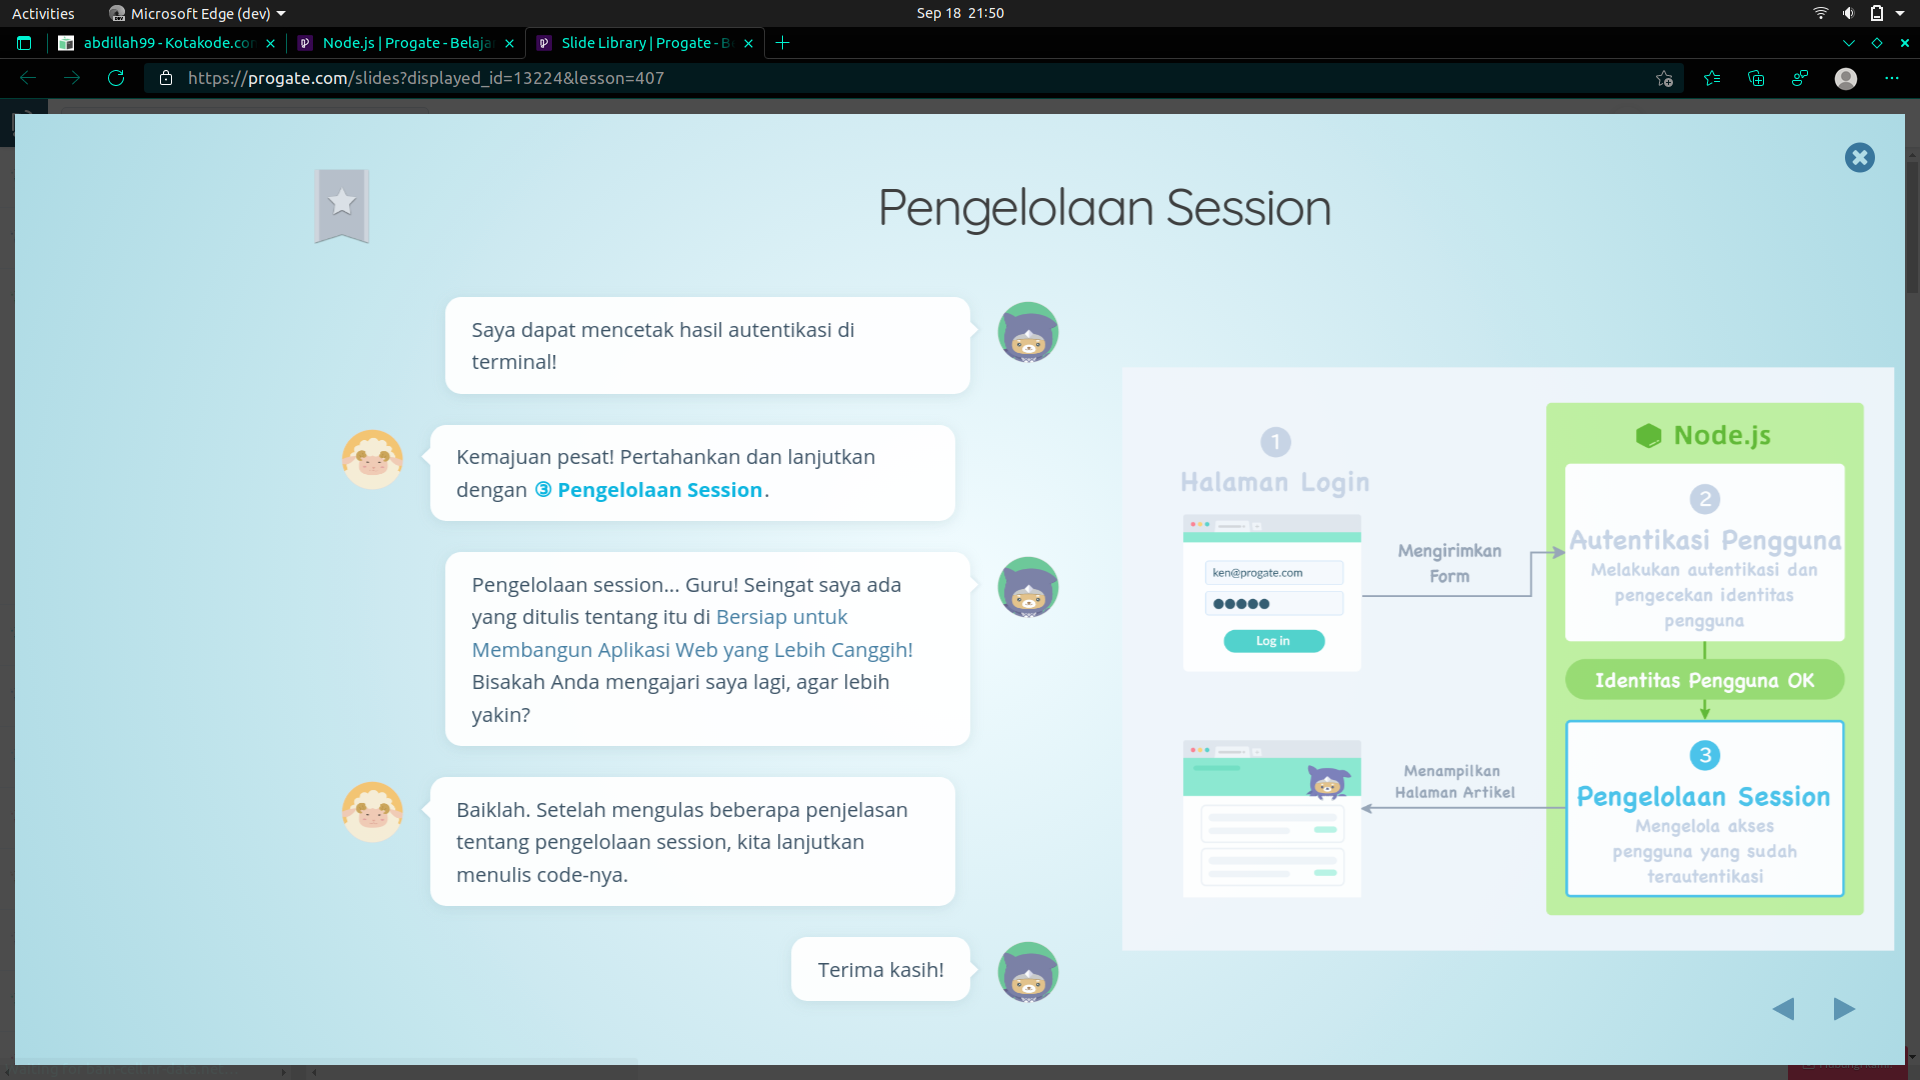 Activities
Microsoft Edge (dev)
Sep 18 21:50
abdillah99 - Kotakode.co
Node.js | Progate - Belaja
Slide Library | Progate - B
https://progate.com/slides?displayed_id=13224&lesson=407
Pengelolaan Session
Saya dapat mencetak hasil autentikasi di
terminal!
Kemajuan pesat! Pertahankan dan lanjutkan
dengan ③ Pengelolaan Session.
Pengelolaan session... Guru! Seingat saya ada
yang ditulis tentang itu di Bersiap untuk
Membangun Aplikasi Web yang Lebih Canggih!
Bisakah Anda mengajari saya lagi, agar lebih
yakin?
Baiklah. Setelah mengulas beberapa penjelasan
tentang pengelolaan session, kita lanjutkan
menulis code-nya.
Terima kasih!
1
Halaman Login
ken@progate.com
Log in
Mengirimkan
Form
Node.js
2
Autentikasi Pengguna
Melakukan autentikasi dan
pengecekan identitas
pengguna
Identitas Pengguna OK
3
Pengelolaan Session
Mengelola akses
pengguna yang sudah
terautentikasi
Menampilkan
Halaman Artikel